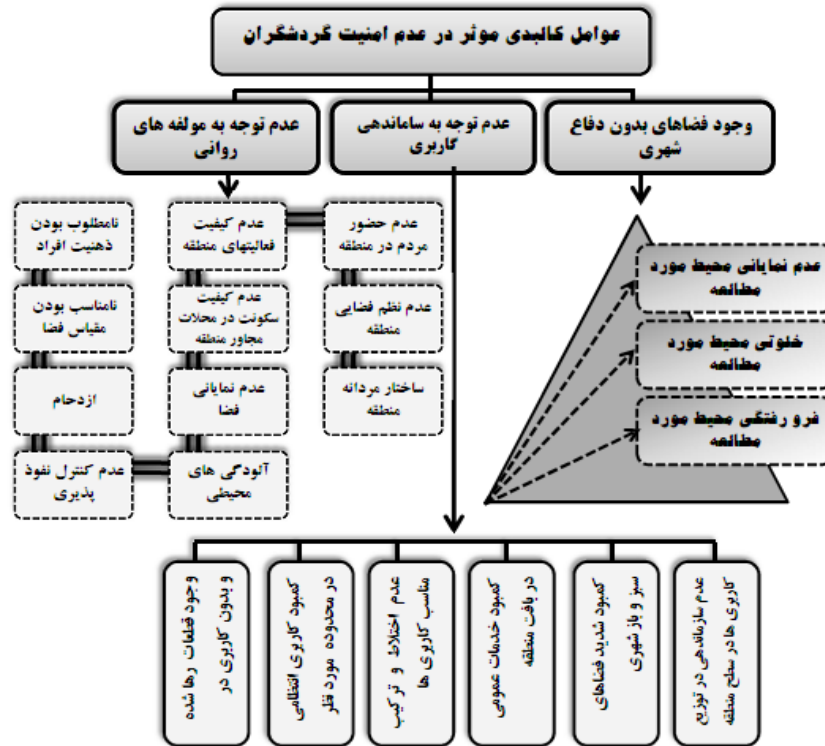 عوامل کالبدی موثر در عدم امنیت گردشگران
وجود فضاهای بدون دفاع
شهری
عدم توجه به ساماندهی
کاربری
عدم توجه به مولفه های
روانی
عدم نمایانی محیط مورد
مطالعه
خلوتی محیط مورد
مطالعه
فرو رفتگی محیط مورد
مطالعه
عدم حضور
مردم در منطقه
عدم نظم فضایی
منطقه
ساختار مردانه
منطقه
عدم کیفیت
فعالیتهای منطقه
عدم کیفیت
سکونت در محلات
مجاور منطقه
عدم نمایانی
فضا
آلودگی های
محیطی
نامطلوب بودن
ذهنیت افراد
نامناسب بودن
مقیاس فضا
ازدحام
عدم کنترل نفوذ
پذیری
عدم سازماندهی در توزیع
کاربری ها در سطح منطقه
کمبود شدید فضاهای
سبز و باز شهری
کمبود خدمات عمومی
در بافت منطقه
عدم اختلاط و ترکیب
مناسب کاربری ها
کمبود کاربری انتظامی
در محدوده مورد نظر
وجود قطعات رها شده
و بدون کاربری در